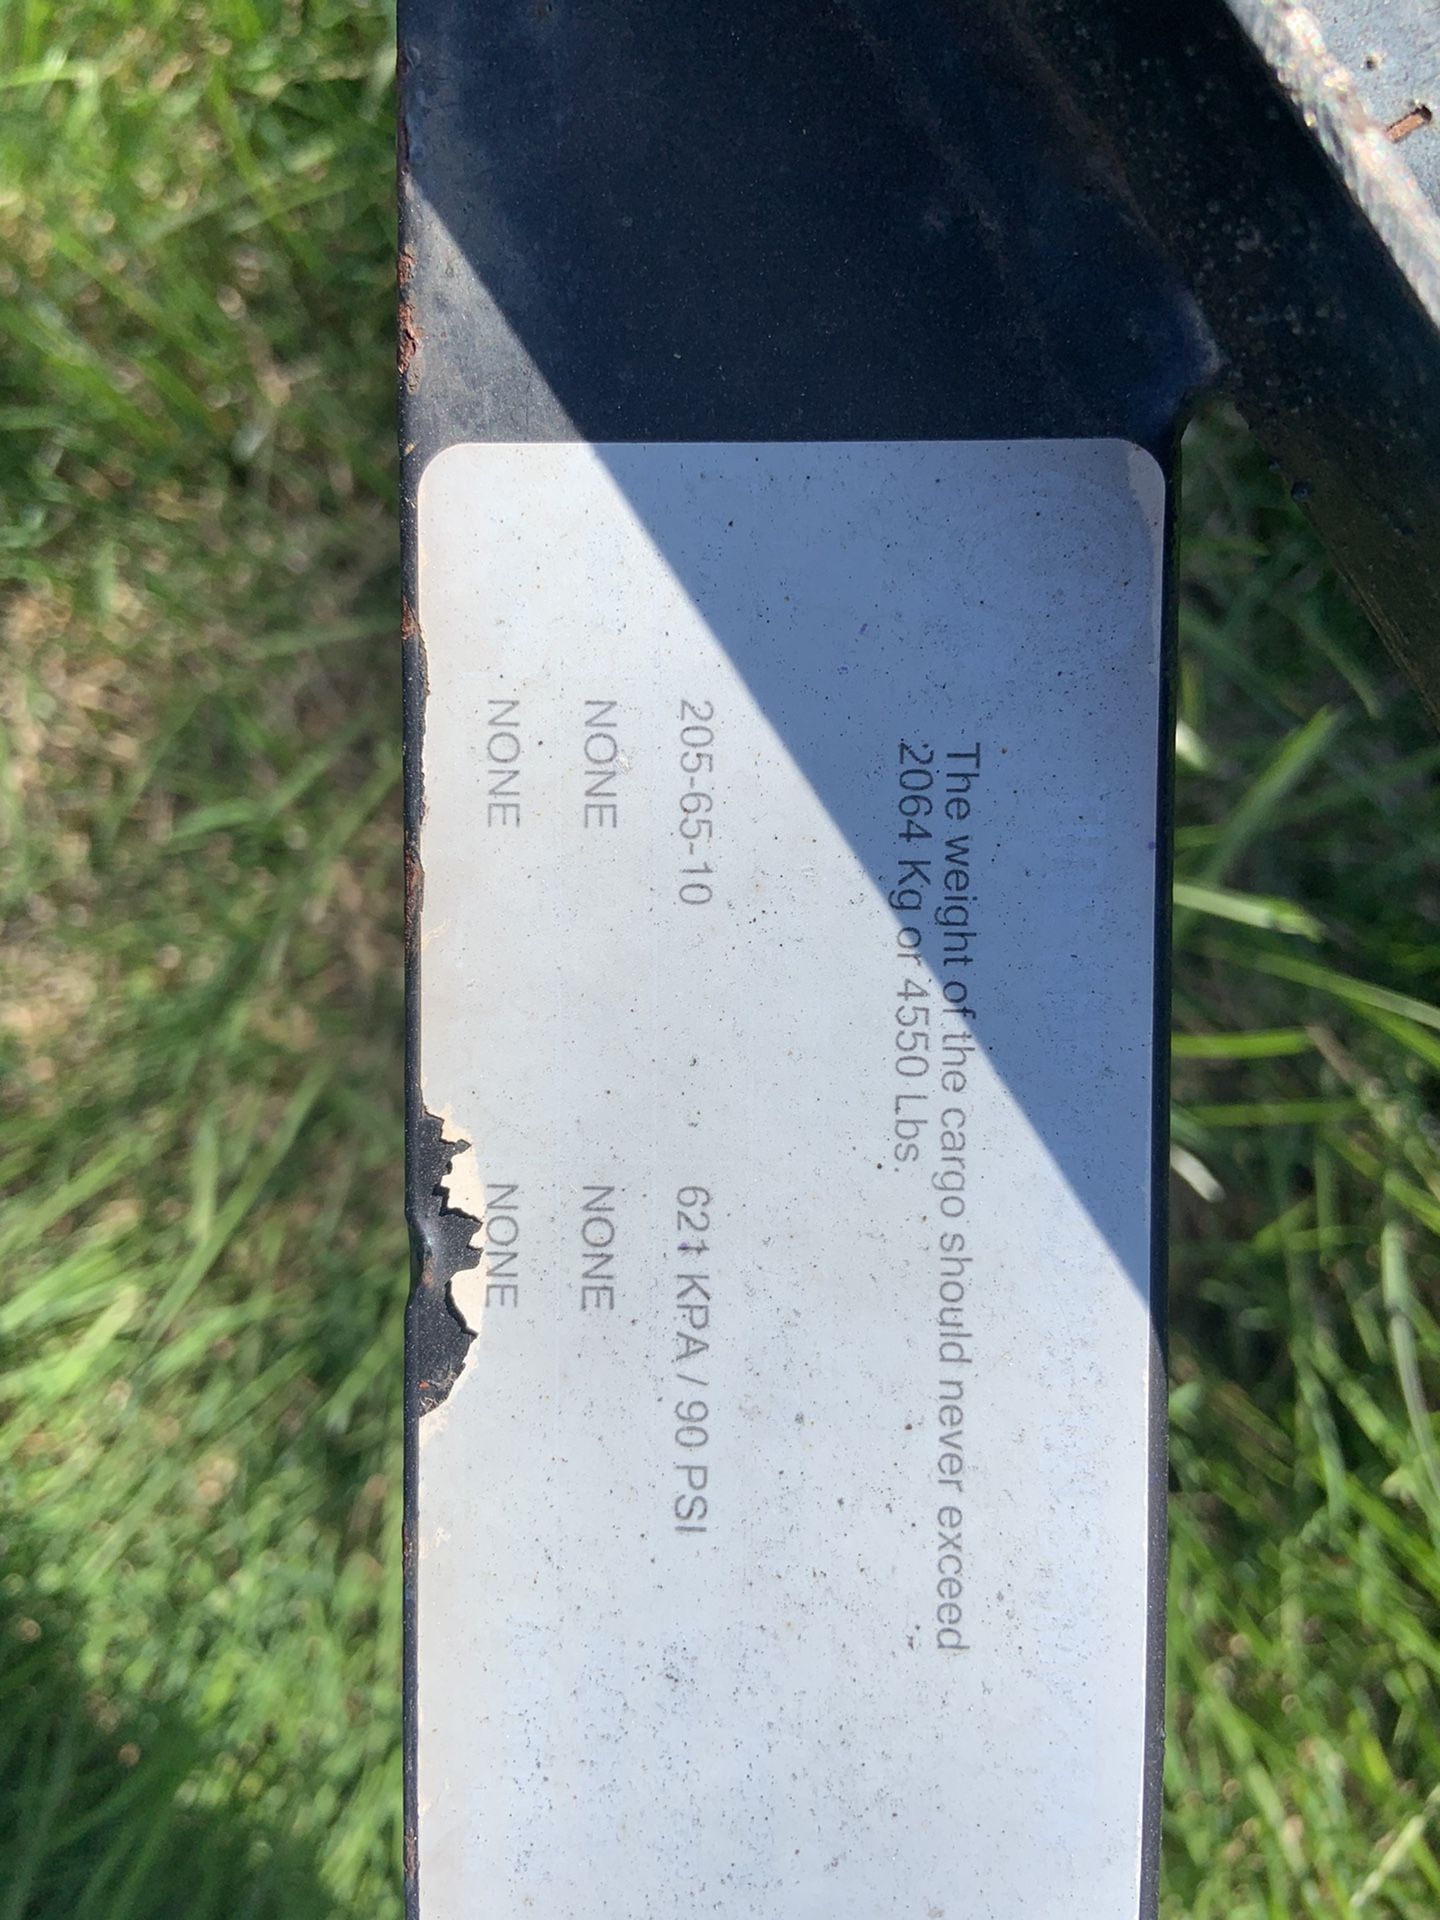 The weight of the cargo should never exceed
2064 Kg or 4550 Lbs.
205-65-10 621 KPA / 90 PSI
NONE NONE
NONE NONE